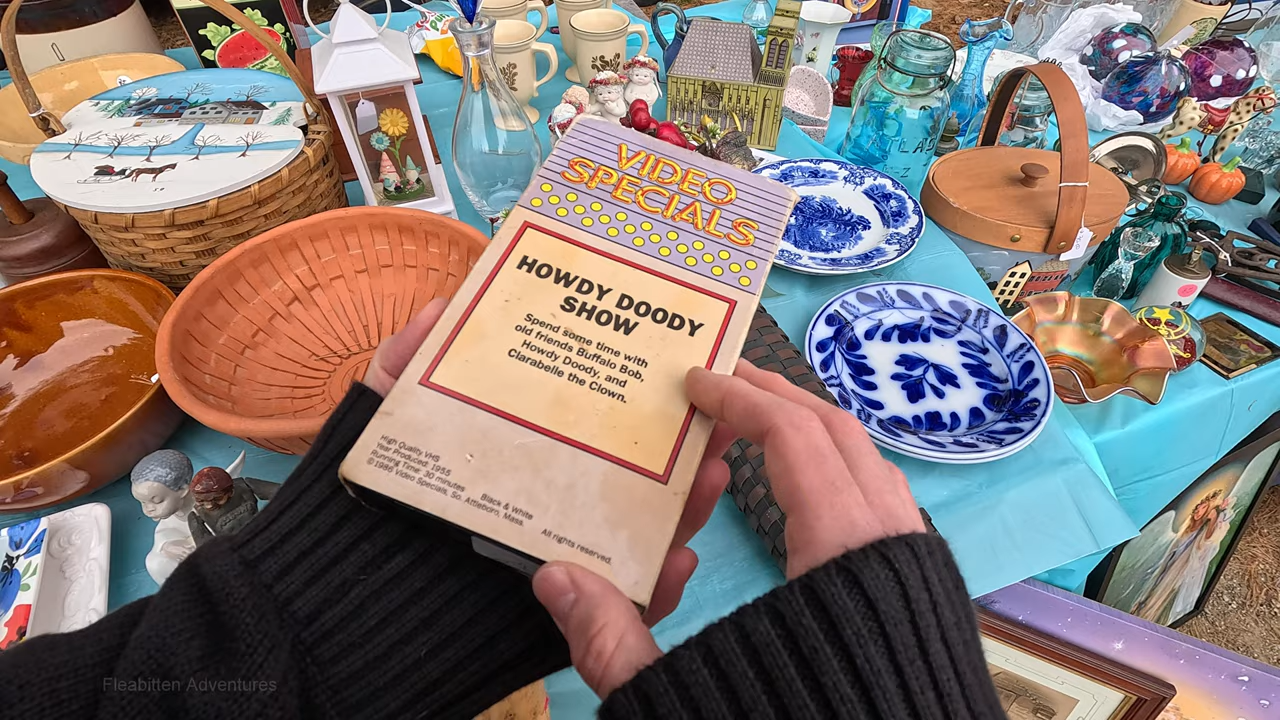 VIDEO
SPECIALS
HOWDY DOODY
SHOW
Spend some time with
old friends Buffalo Bob,
Howdy Doody, and
Clarabelle the Clown.
High Quality VHS
Year Produced: 1955
Running Time: 30 minutes Black & White
©1986 Video Specials, So. Attleboro, Mass.
All rights reserved.
ATLAS
E-Z
Fleabitten Adventures